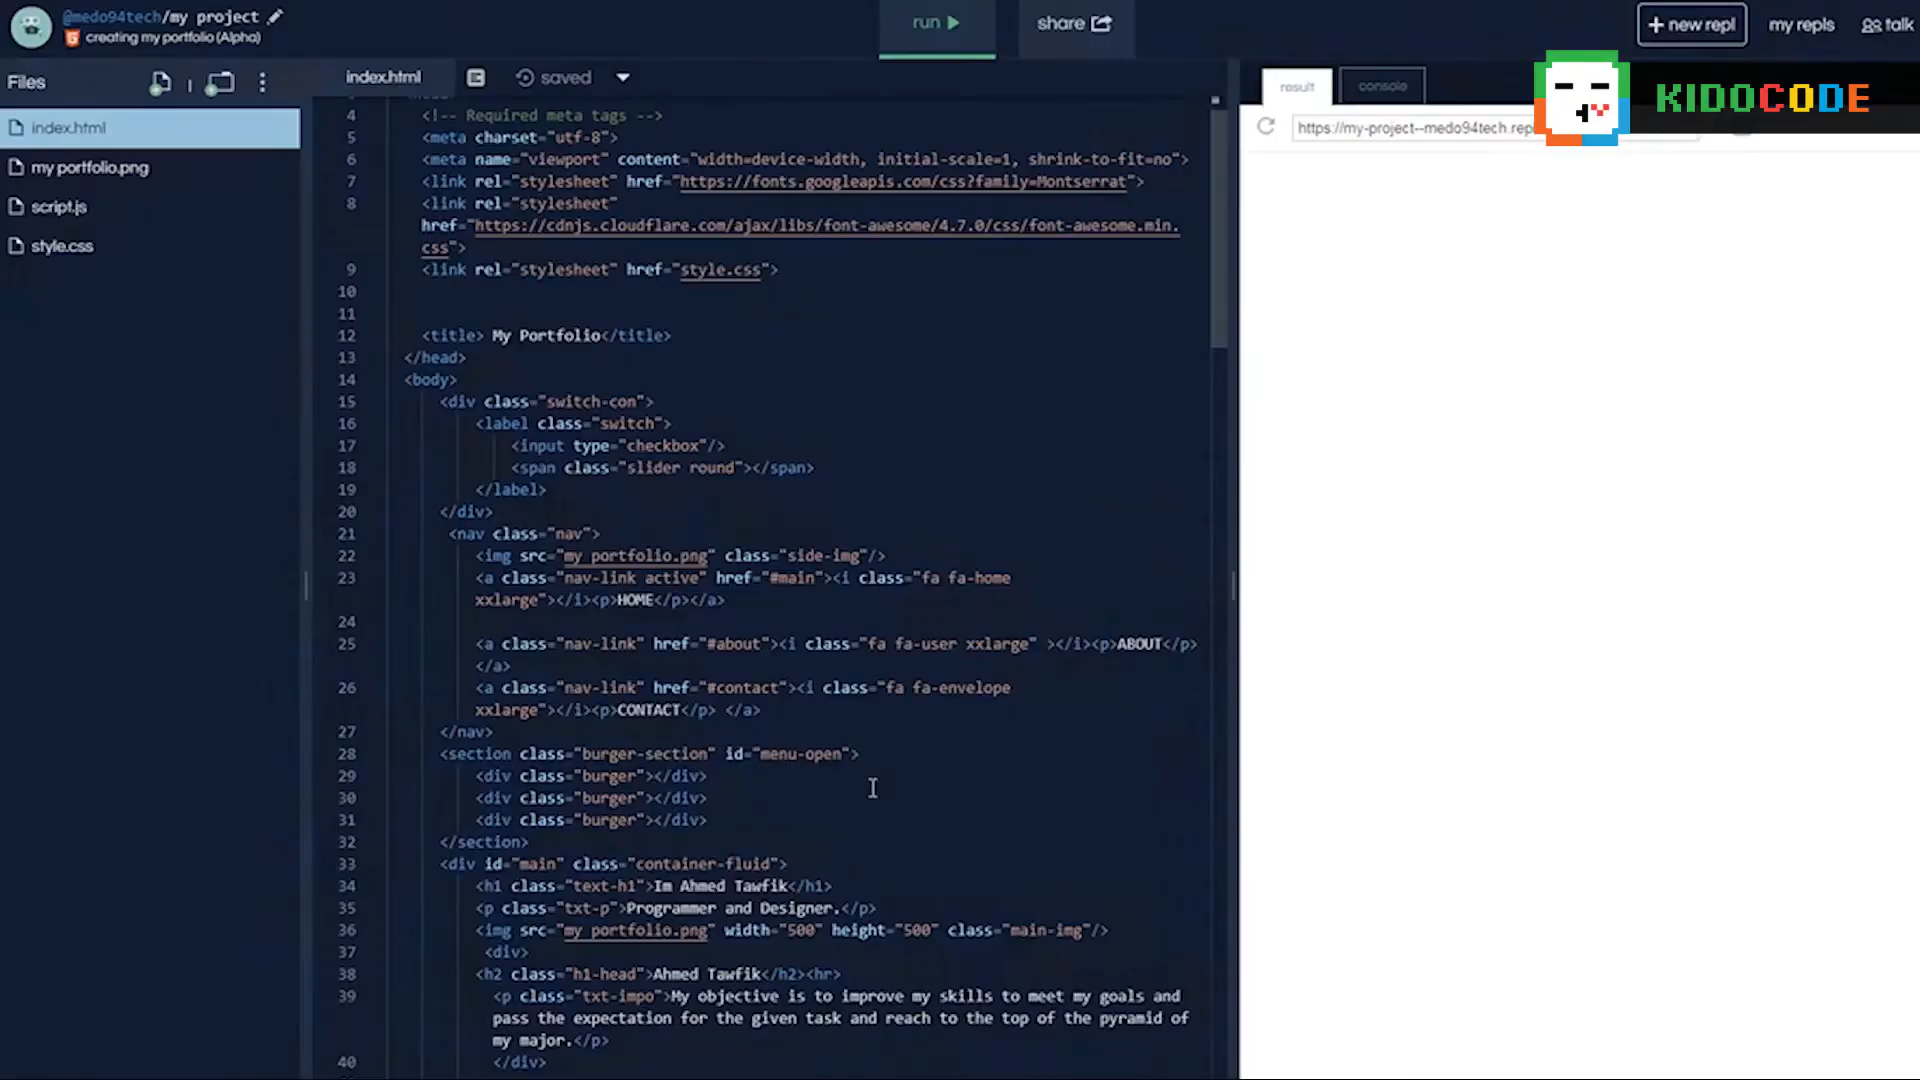 @medo94tech/my project
creating my portfolio (Alpha)
run
share
+ new repl
my repls
talk
Files
index.html
saved
result
console
KIDOCODE
index.html
my portfolio.png
script.js
style.css
https://my-project--medo94tech.rep
4 <!-- Required meta tags -->
5 <meta charset="utf-8">
6 <meta name="viewport" content="width=device-width, initial-scale=1, shrink-to-fit=no">
7 <link rel="stylesheet" href="https://fonts.googleapis.com/css?family=Montserrat">
8 <link rel="stylesheet"
href="https://cdnjs.cloudflare.com/ajax/libs/font-awesome/4.7.0/css/font-awesome.min.
css">
9 <link rel="stylesheet" href="style.css">
10
11
12 <title> My Portfolio</title>
13 </head>
14 <body>
15 <div class="switch-con">
16 <label class="switch">
17 <input type="checkbox"/>
18 <span class="slider round"></span>
19 </label>
20 </div>
21 <nav class="nav">
22 <img src="my portfolio.png" class="side-img"/>
23 <a class="nav-link active" href="#main"><i class="fa fa-home
xxlarge"></i><p>HOME</p></a>
24
25 <a class="nav-link" href="#about"><i class="fa fa-user xxlarge" ></i><p>ABOUT</p>
</a>
26 <a class="nav-link" href="#contact"><i class="fa fa-envelope
xxlarge"></i><p>CONTACT</p> </a>
27 </nav>
28 <section class="burger-section" id="menu-open">
29 <div class="burger"></div>
30 <div class="burger"></div>
31 <div class="burger"></div>
32 </section>
33 <div id="main" class="container-fluid">
34 <h1 class="text-h1">Im Ahmed Tawfik</h1>
35 <p class="txt-p">Programmer and Designer.</p>
36 <img src="my portfolio.png" width="500" height="500" class="main-img"/>
37 <div>
38 <h2 class="h1-head">Ahmed Tawfik</h2><hr>
39 <p class="txt-impo">My objective is to improve my skills to meet my goals and
pass the expectation for the given task and reach to the top of the pyramid of
my major.</p>
40 </div>